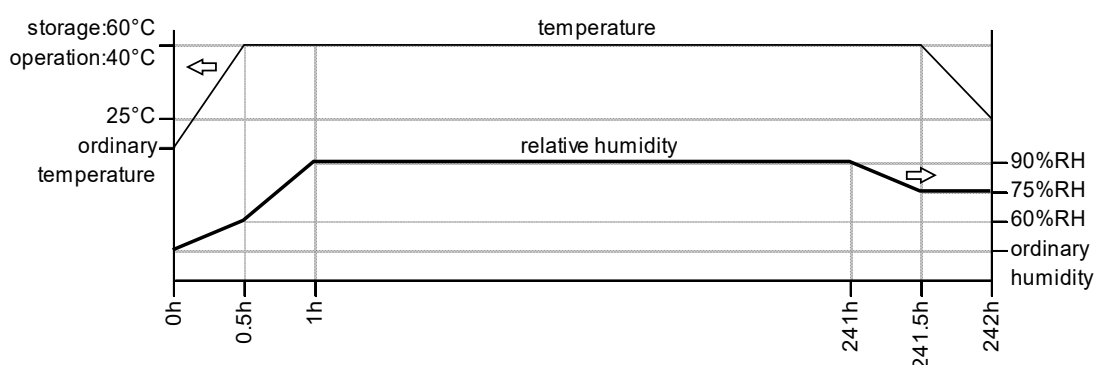 storage:60°C
operation:40°C
25°C
ordinary
temperature
temperature
relative humidity
90%RH
75%RH
60%RH
ordinary
humidity
0h
0.5h
1h
241h
241.5h
242h